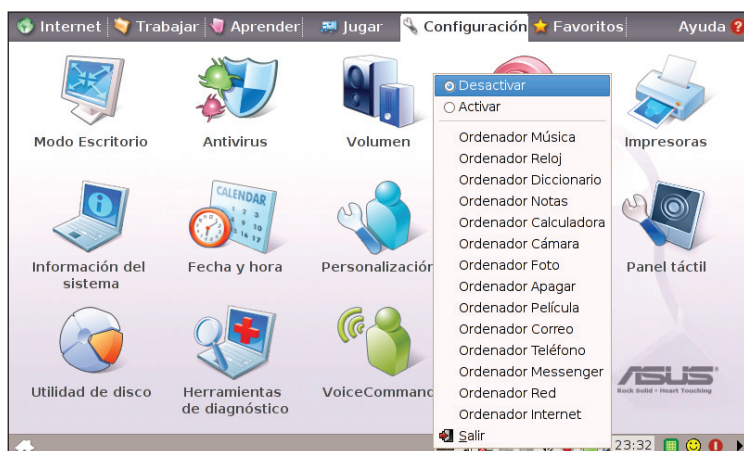 Internet Trabajar Aprender Jugar Configuración Favoritos Ayuda
Modo Escritorio
CALENDAR
Antivirus
Volumen
Impresoras
Información del
sistema
Fecha y hora
Personalización
Panel táctil
Utilidad de disco
Herramientas
de diagnóstico
VoiceCommand
Desactivar
Activar
Ordenador Música
Ordenador Reloj
Ordenador Diccionario
Ordenador Notas
Ordenador Calculadora
Ordenador Cámara
Ordenador Foto
Ordenador Apagar
Ordenador Película
Ordenador Correo
Ordenador Teléfono
Ordenador Messenger
Ordenador Red
Ordenador Internet
Salir
ASUS
Rock Solid • Heart Touching
23:32